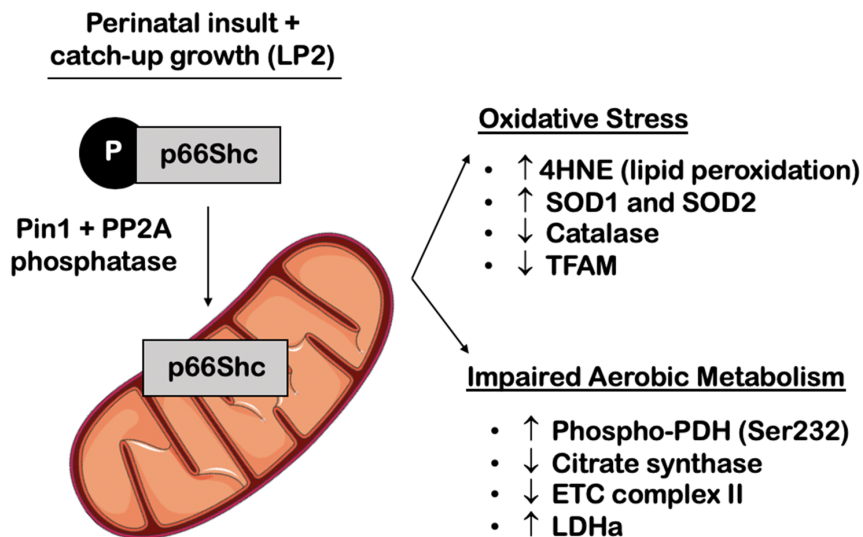 Perinatal insult +
catch-up growth (LP2)
P
p66Shc
Pin1 + PP2A
phosphatase
p66Shc
Oxidative Stress
• ↑ 4HNE (lipid peroxidation)
• ↑ SOD1 and SOD2
• ↓ Catalase
• ↓ TFAM
Impaired Aerobic Metabolism
• ↑ Phospho-PDH (Ser232)
• ↓ Citrate synthase
• ↓ ETC complex II
• ↑ LDHa